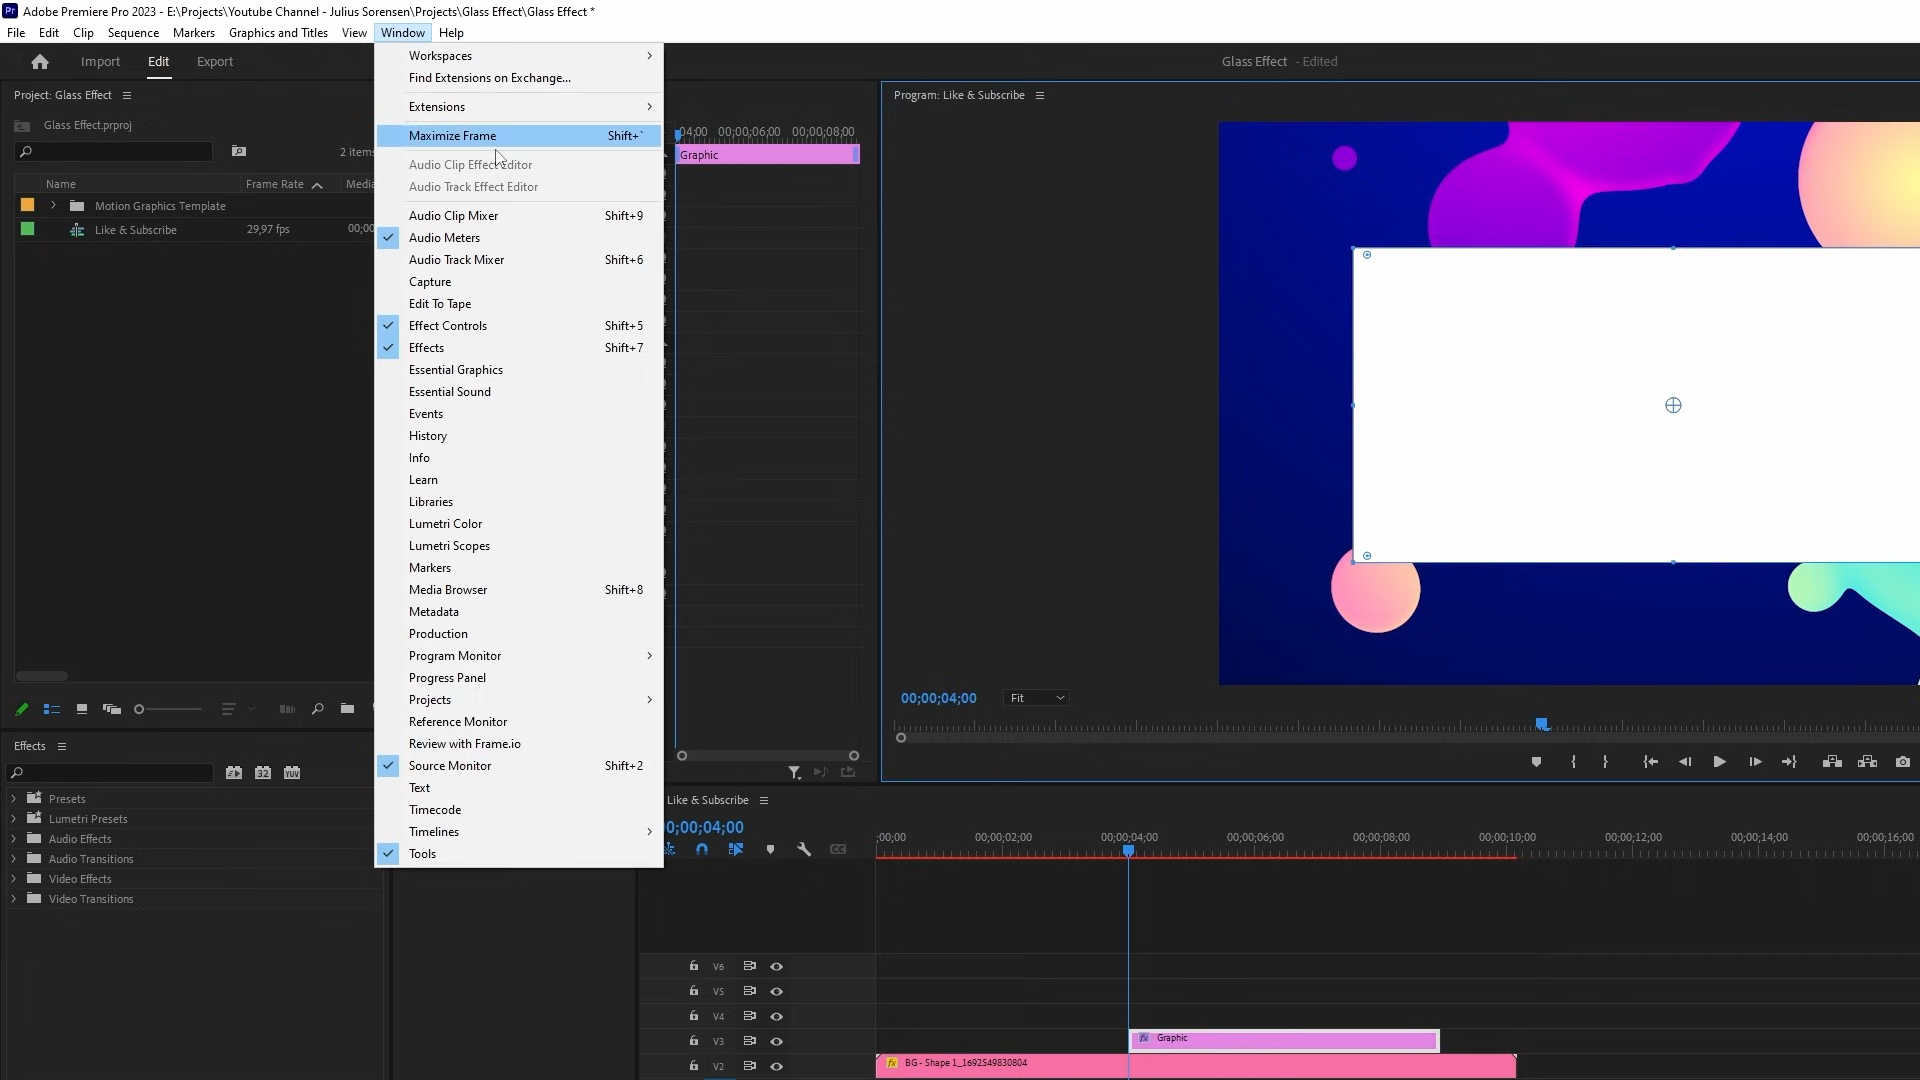 Adobe Premiere Pro 2023 - E:\Projects\Youtube Channel - Julius Sorensen\Projects\Glass Effect\Glass Effect *
File Edit Clip Sequence Markers Graphics and Titles View Window Help
Import Edit Export
Glass Effect - Edited
Project: Glass Effect
Glass Effect.prproj
2 items
Name Frame Rate Media
Motion Graphics Template
Like & Subscribe 29,97 fps 00;00
Workspaces
Find Extensions on Exchange...
Extensions
Maximize Frame Shift+`
Audio Clip Effect Editor
Audio Track Effect Editor
Audio Clip Mixer Shift+9
Audio Meters
Audio Track Mixer Shift+6
Capture
Edit To Tape
Effect Controls Shift+5
Effects Shift+7
Essential Graphics
Essential Sound
Events
History
Info
Learn
Libraries
Lumetri Color
Lumetri Scopes
Markers
Media Browser Shift+8
Metadata
Production
Program Monitor
Progress Panel
Projects
Reference Monitor
Review with Frame.io
Source Monitor Shift+2
Text
Timecode
Timelines
Tools
04;00 00;00;06;00 00;00;08;00
Graphic
Program: Like & Subscribe
00;00;04;00 Fit
Effects
32 YUV
Presets
Lumetri Presets
Audio Effects
Audio Transitions
Video Effects
Video Transitions
Like & Subscribe
0;00;04;00
;00;00 00;00;02;00 00;00;04;00 00;00;06;00 00;00;08;00 00;00;10;00 00;00;12;00 00;00;14;00 00;00;16;00
CC
V6
V5
V4
V3 fx Graphic
V2 fx BG - Shape 1_1692549830804